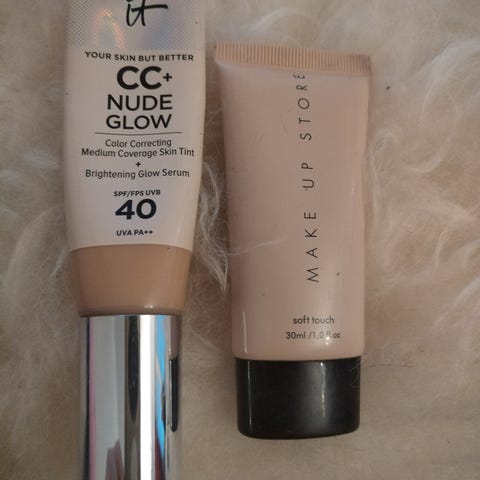 iT
YOUR SKIN BUT BETTER
CC+
NUDE
GLOW
Color Correcting
Medium Coverage Skin Tint
+
Brightening Glow Serum
SPF/FPS UVB
40
UVA PA++
MAKE UP STORE
soft touch
30ml /1,0 fl oz